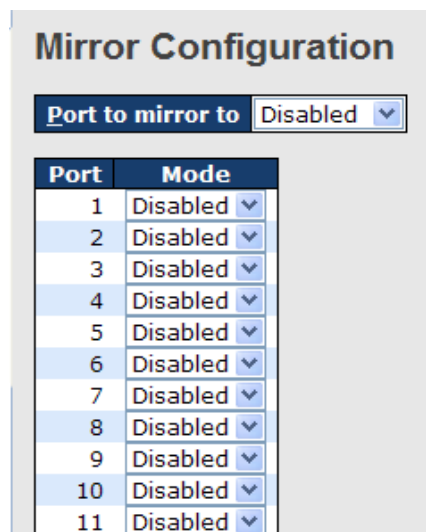 Mirror Configuration
Port to mirror to Disabled
Port Mode
1 Disabled
2 Disabled
3 Disabled
4 Disabled
5 Disabled
6 Disabled
7 Disabled
8 Disabled
9 Disabled
10 Disabled
11 Disabled